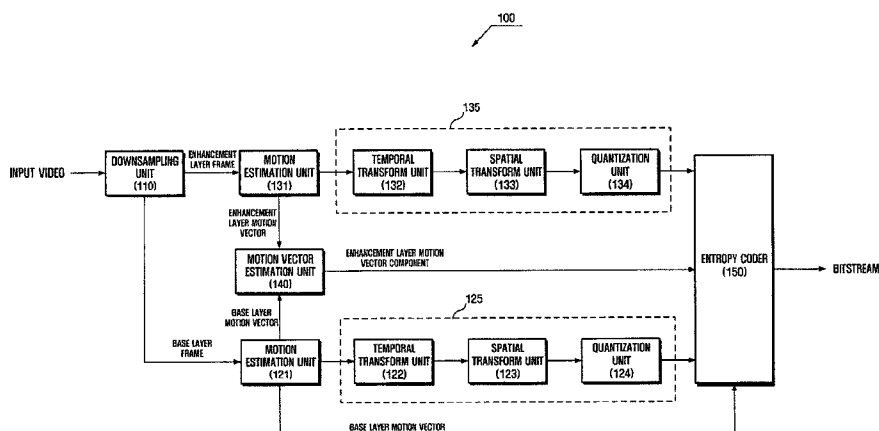 100
135
INPUT VIDEO
DOWNSAMPLING
UNIT
(110)
ENHANCEMENT
LAYER FRAME
MOTION
ESTIMATION UNIT
(131)
TEMPORAL
TRANSFORM UNIT
(132)
SPATIAL
TRANSFORM UNIT
(133)
QUANTIZATION
UNIT
(134)
ENHANCEMENT
LAYER MOTION
VECTOR
MOTION VECTOR
ESTIMATION UNIT
(140)
ENHANCEMENT LAYER MOTION
VECTOR COMPONENT
ENTROPY CODER
(150)
BITSTREAM
BASE LAYER
MOTION VECTOR
125
BASE LAYER
FRAME
MOTION
ESTIMATION UNIT
(121)
TEMPORAL
TRANSFORM UNIT
(122)
SPATIAL
TRANSFORM UNIT
(123)
QUANTIZATION
UNIT
(124)
BASE LAYER MOTION VECTOR